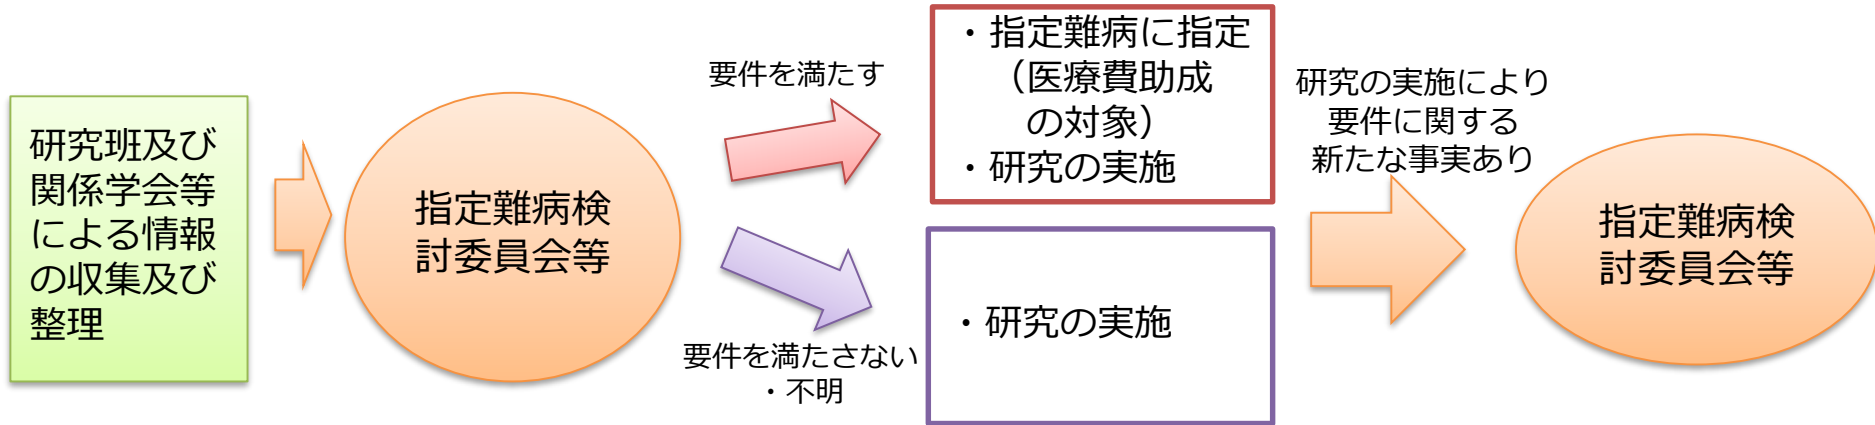 研究班及び
関係学会等
による情報
の収集及び
整理
指定難病検
討委員会等
要件を満たす
・指定難病に指定
（医療費助成
の対象）
・研究の実施
要件を満たさない
・不明
・研究の実施
研究の実施により
要件に関する
新たな事実あり
指定難病検
討委員会等